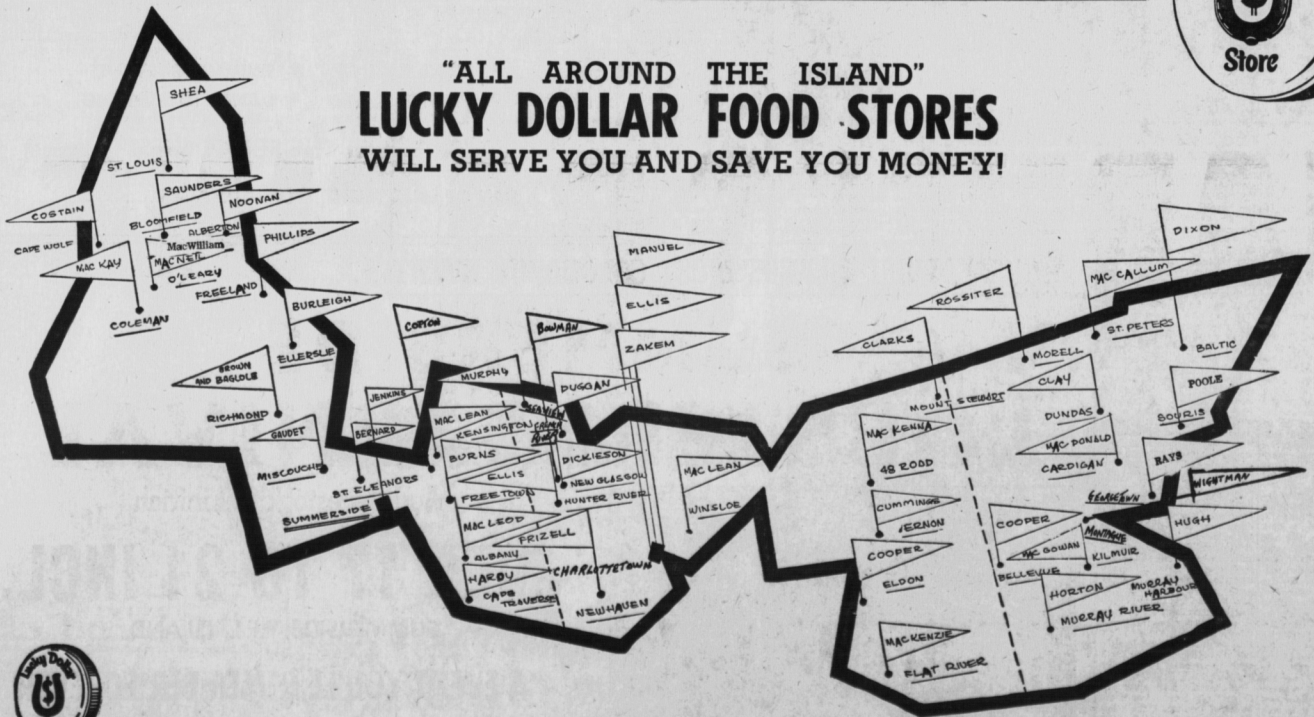 Store
"ALL AROUND THE ISLAND"
LUCKY DOLLAR FOOD STORES
WILL SERVE YOU AND SAVE YOU MONEY!
SHEA
ST. LOUIS
SAUNDERS
BLOOMFIELD
NOONAN
ALBERTON
COSTAIN
CAPE WOLF
MacWilliam
MAC NEIL
O'LEARY
MAC KAY
COLEMAN
PHILLIPS
FREELAND
BURLEIGH
ELLERSLIE
BROWN
AND BAGLOLE
RICHMOND
GAUDET
MISCOUCHE
COTTON
JENKINS
BERNARD
ST. ELEANORS
SUMMERSIDE
MURPHY
BOWMAN
SEAVIEW
MAC LEAN
KENSINGTON
BURNS
ELLIS
FREETOWN
MAC LEOD
ALBANY
HARDY
CAPE
TRAVERSE
DUGGAN
DICKIESON
NEW GLASGOW
HUNTER RIVER
FRIZELL
NEWHAVEN
MANUEL
ELLIS
ZAKEM
CHARLOTTETOWN
MAC LEAN
WINSLOE
CLARKS
MOUNT STEWART
ROSSITER
MORELL
MAC CALLUM
ST. PETERS
DIXON
BALTIC
CLAY
DUNDAS
POOLE
SOURIS
MAC KENNA
48 ROAD
MAC DONALD
CARDIGAN
RAYS
GEORGETOWN
WIGHTMAN
MONTAGUE
CUMMINGS
VERNON
COOPER
BELLEVUE
MAC GOWAN
KILMUIR
HUGH
MURRAY
HARBOUR
COOPER
ELDON
HORTON
MURRAY RIVER
MACKENZIE
FLAT RIVER
Lucky Dollar
$